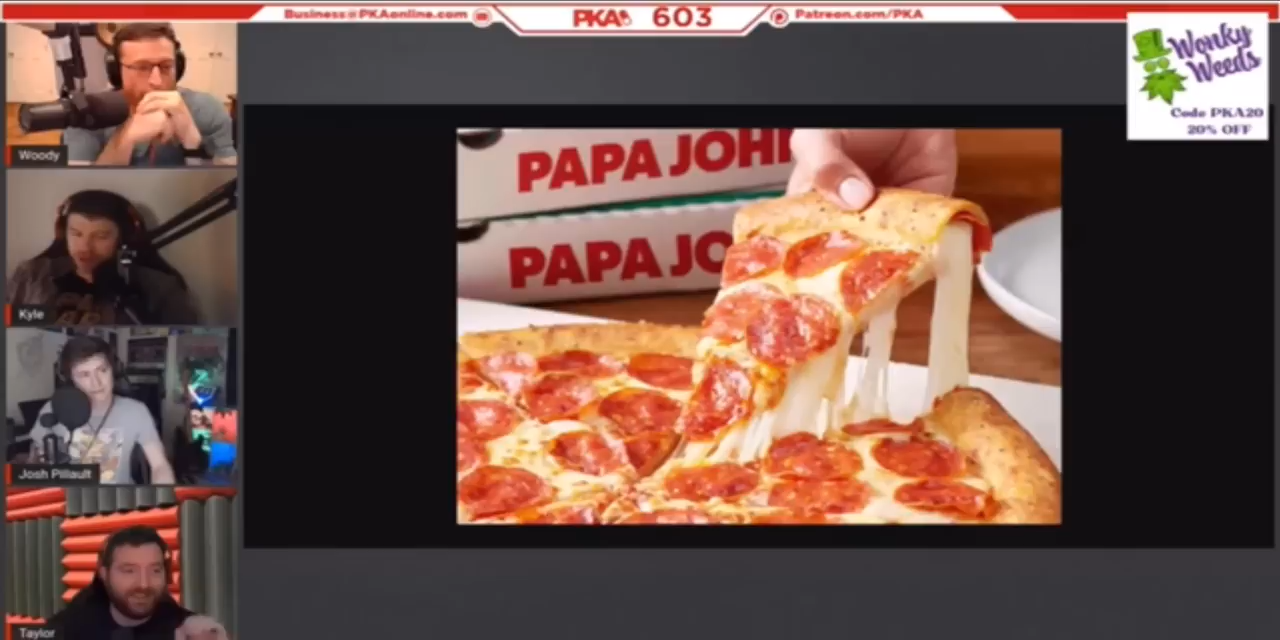 Business@PKAonline.com
PKA 603
Patreon.com/PKA
Wonky
Weeds
Code PKA20
20% OFF
Woody
Kyle
Josh Pillault
Taylor
PAPA JOH
PAPA JO